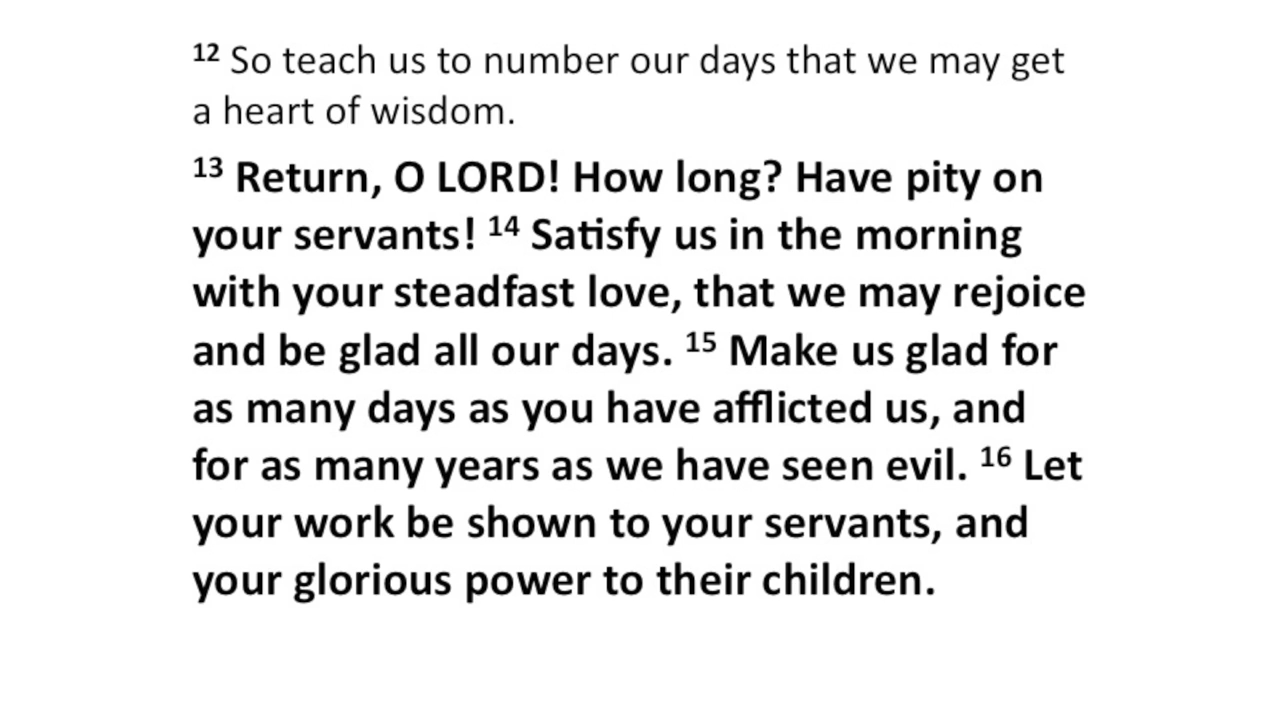 12 So teach us to number our days that we may get
a heart of wisdom.
13 Return, O LORD! How long? Have pity on
your servants! 14 Satisfy us in the morning
with your steadfast love, that we may rejoice
and be glad all our days. 15 Make us glad for
as many days as you have afflicted us, and
for as many years as we have seen evil. 16 Let
your work be shown to your servants, and
your glorious power to their children.